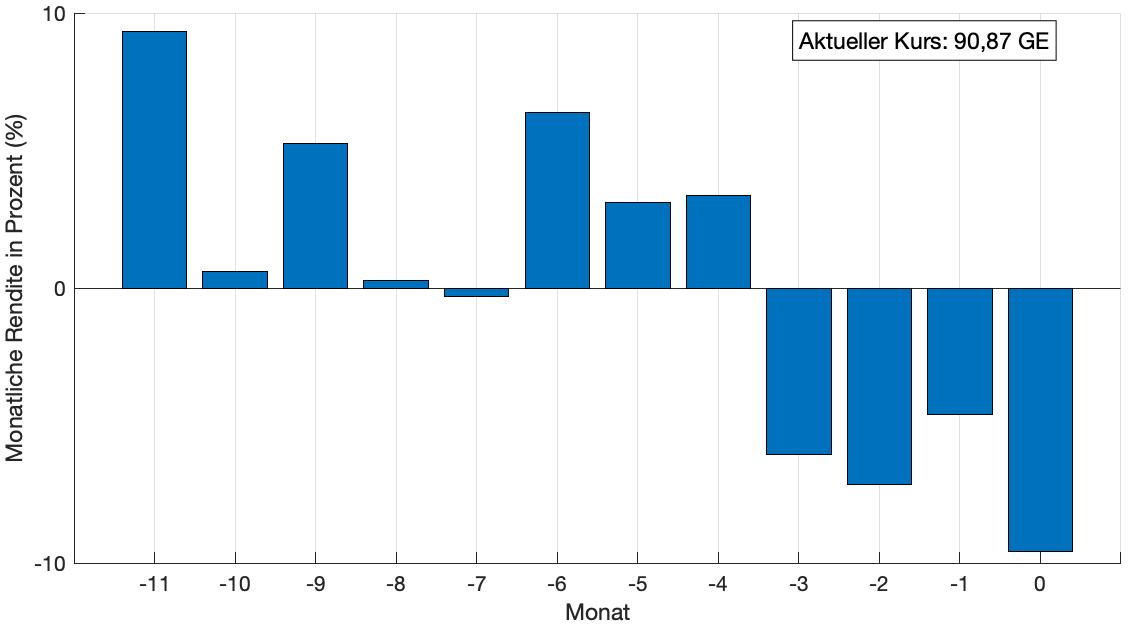 Aktueller Kurs: 90,87 GE
Monatliche Rendite in Prozent (%)
10
0
-10
-11 -10 -9 -8 -7 -6 -5 -4 -3 -2 -1 0
Monat